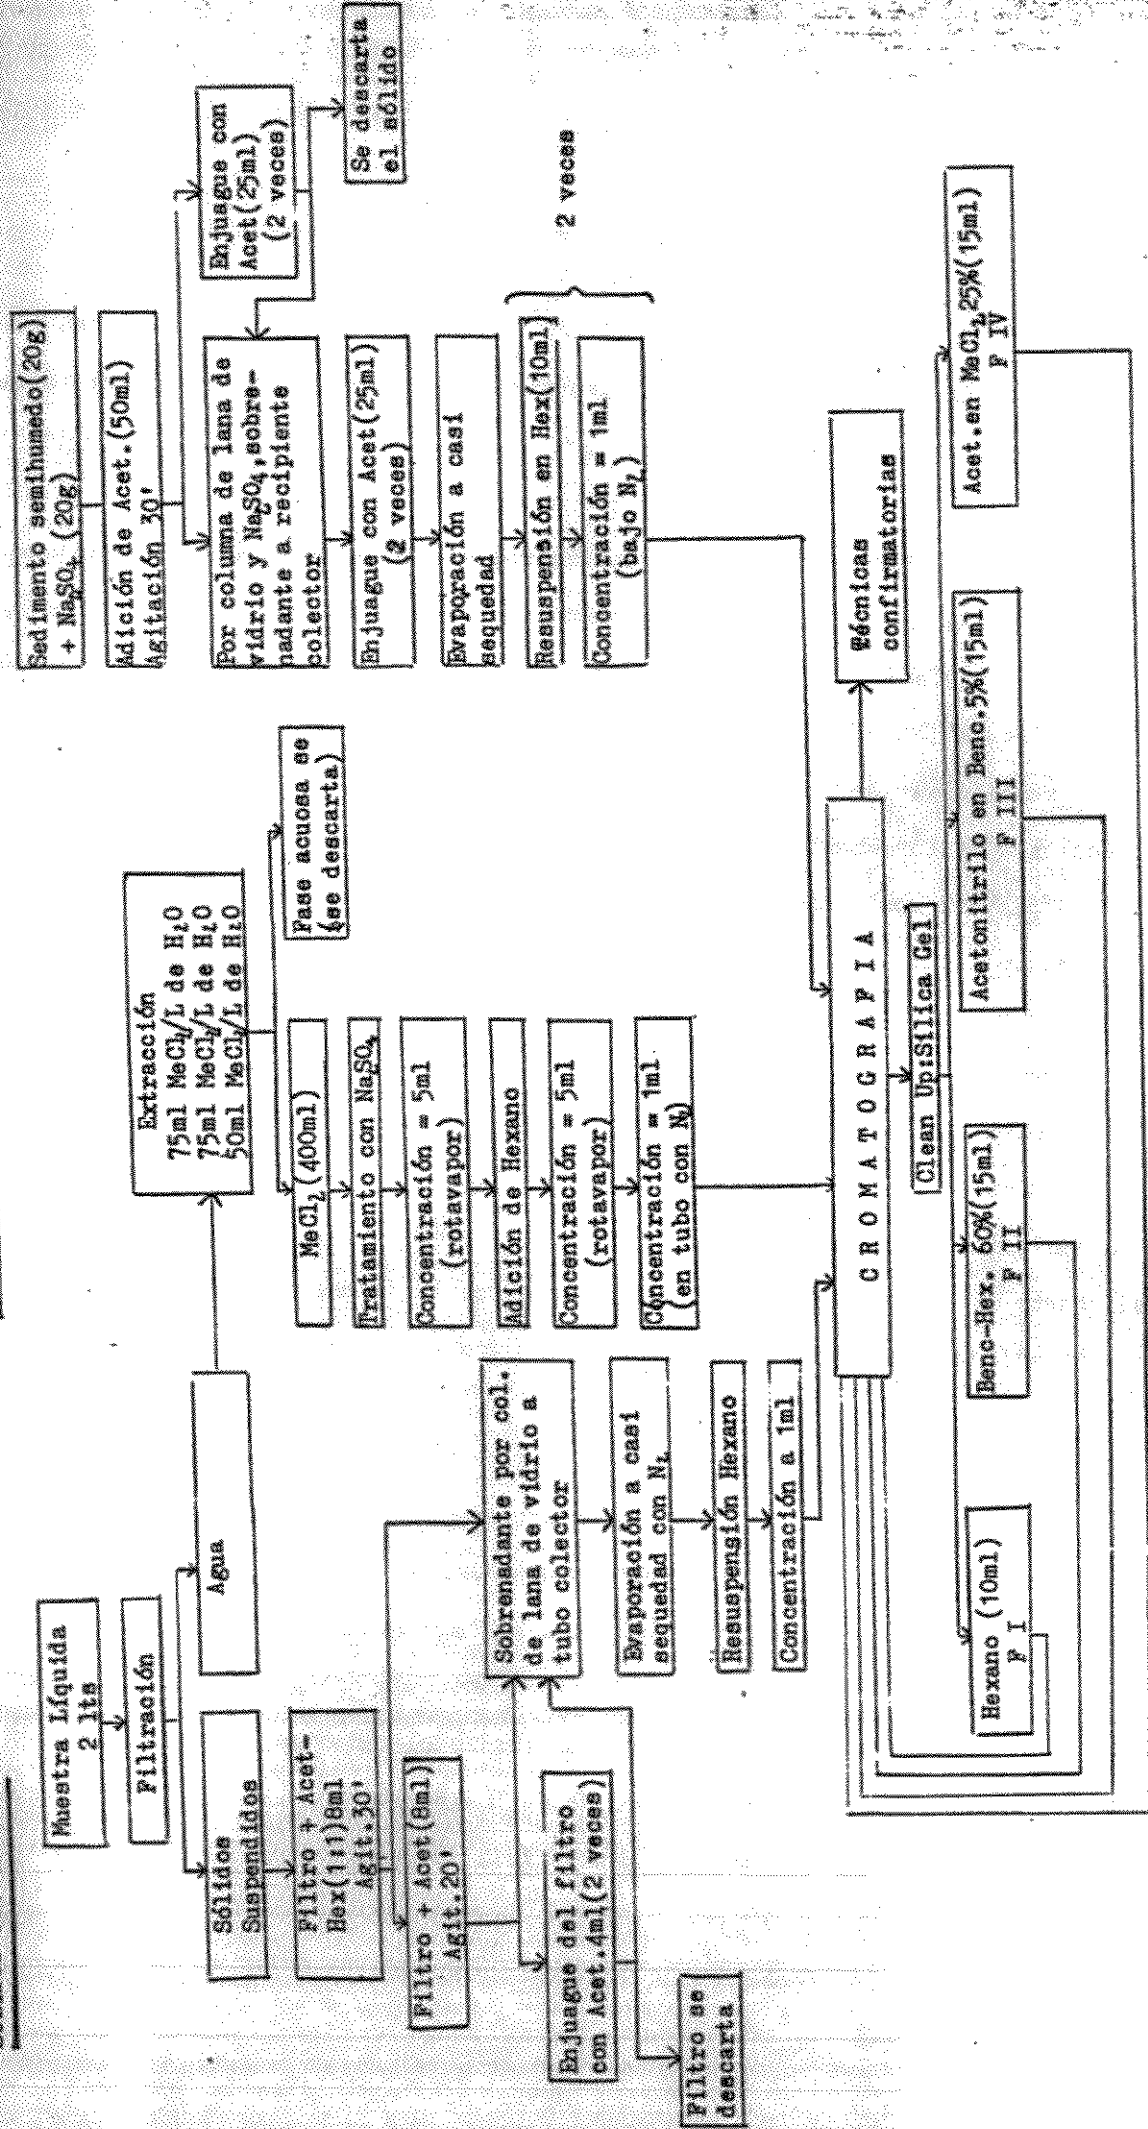 Muestra Líquida
2 lts
Filtración
Sólidos
Suspendidos
Agua
Filtro + Acet-
Hex(1:1)8ml
Agit.30'
Filtro + Acet(8ml)
Agit.20'
Enjuague del filtro
con Acet.4ml(2 veces)
Filtro se
descarta
Sobrenadante por col.
de lana de vidrio a
tubo colector
Evaporación a casi
sequedad con N₂
Resuspensión Hexano
Concentración a 1ml
Extracción
75ml MeCl₂/L de H₂O
75ml MeCl₂/L de H₂O
50ml MeCl₂/L de H₂O
Fase acuosa se
(se descarta)
MeCl₂ (400ml)
Tratamiento con Na₂SO₄
Concentración = 5ml
(rotavapor)
Adición de Hexano
Concentración = 5ml
(rotavapor)
Concentración = 1ml
(en tubo con N₂)
Sedimento semihumedo(20g)
+ Na₂SO₄ (20g)
Adición de Acet.(50ml)
Agitación 30'
Enjuague con
Acet(25ml)
(2 veces)
Se descarta
el sólido
Por columna de lana de
vidrio y Na₂SO₄,sobre-
nadante a recipiente
colector
Enjuague con Acet(25ml)
(2 veces)
Evaporación a casi
sequedad
Resuspensión en Hex(10ml)
Concentración = 1ml
(bajo N₂)
2 veces
CROMATOGRAFIA
Técnicas
confirmatorias
Clean Up:Silica Gel
Hexano (10ml)
F I
Benc-Hex. 60%(15ml)
F II
Acetonitrilo en Benc.5%(15ml)
F III
Acet.en MeCl₂ 25%(15ml)
F IV